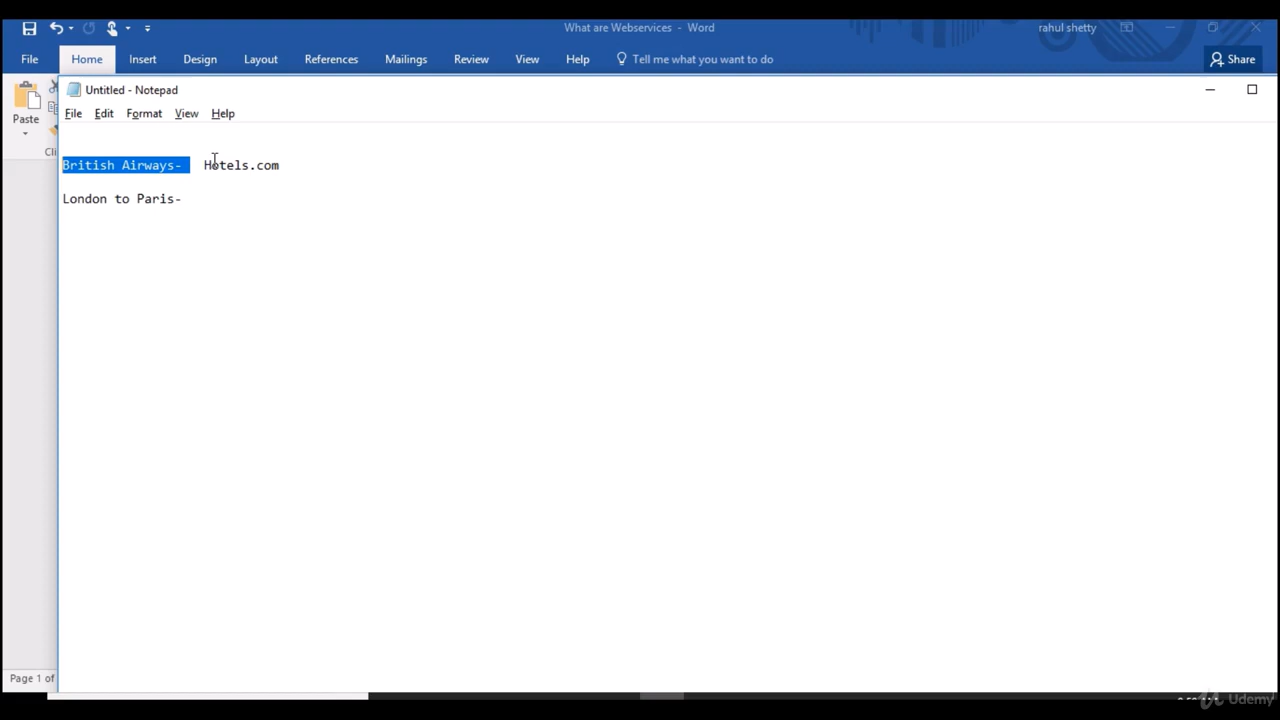 What are Webservices - Word
rahul shetty
File Home Insert Design Layout References Mailings Review View Help Tell me what you want to do Share
Untitled - Notepad
Paste
File Edit Format View Help
Cli
British Airways- Hotels.com
London to Paris-
Page 1 of
Udemy